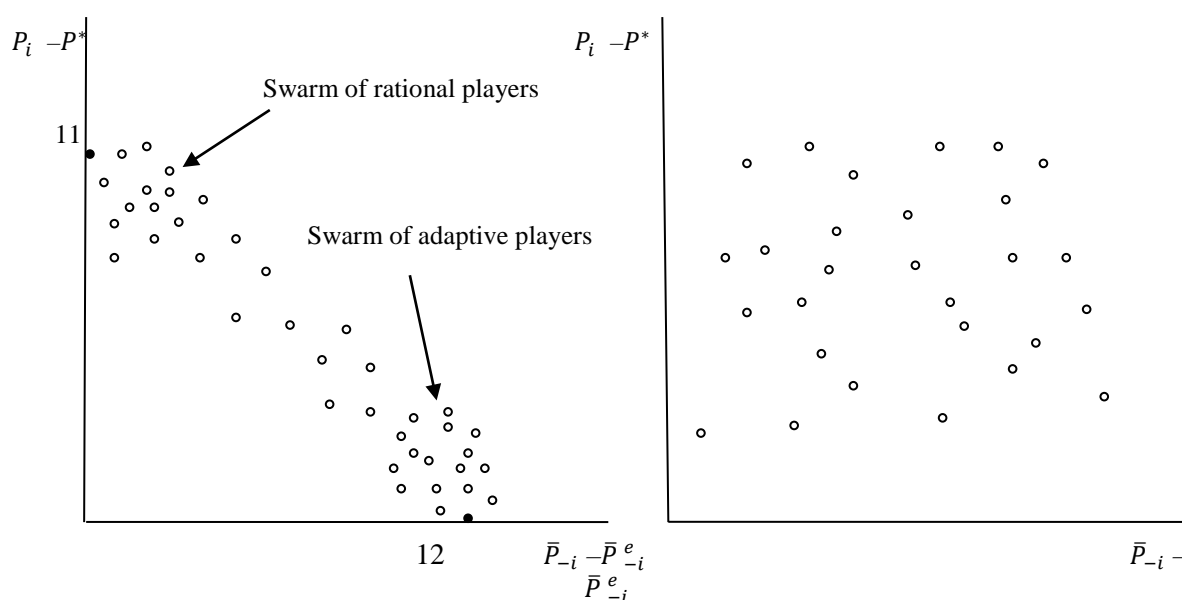 P_i –P*
P_i –P*
Swarm of rational players
11
Swarm of adaptive players
12
P̄_{–i} –P̄^e_{–i}
P̄_{–i} –
P̄^e_{–i}